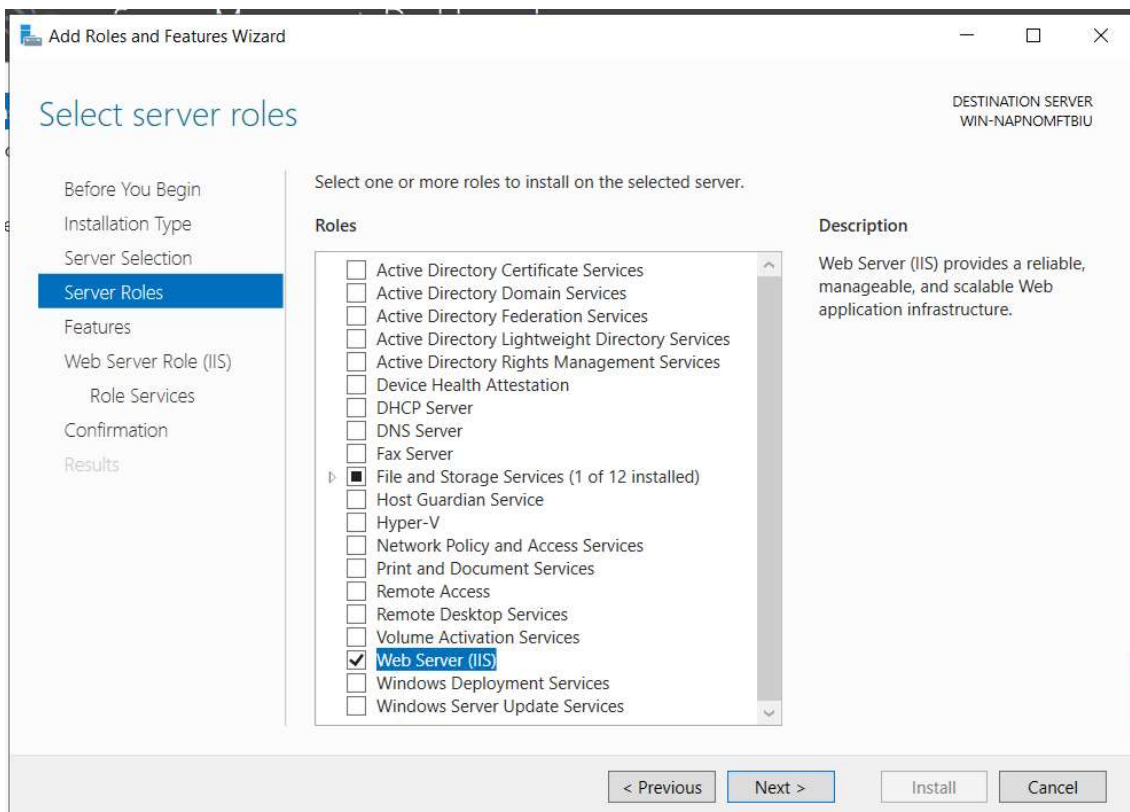 Add Roles and Features Wizard
Select server roles
DESTINATION SERVER
WIN-NAPNOMFTBIU
Before You Begin
Installation Type
Server Selection
Server Roles
Features
Web Server Role (IIS)
Role Services
Confirmation
Results
Select one or more roles to install on the selected server.
Roles
Active Directory Certificate Services
Active Directory Domain Services
Active Directory Federation Services
Active Directory Lightweight Directory Services
Active Directory Rights Management Services
Device Health Attestation
DHCP Server
DNS Server
Fax Server
File and Storage Services (1 of 12 installed)
Host Guardian Service
Hyper-V
Network Policy and Access Services
Print and Document Services
Remote Access
Remote Desktop Services
Volume Activation Services
Web Server (IIS)
Windows Deployment Services
Windows Server Update Services
Description
Web Server (IIS) provides a reliable,
manageable, and scalable Web
application infrastructure.
< Previous
Next >
Install
Cancel